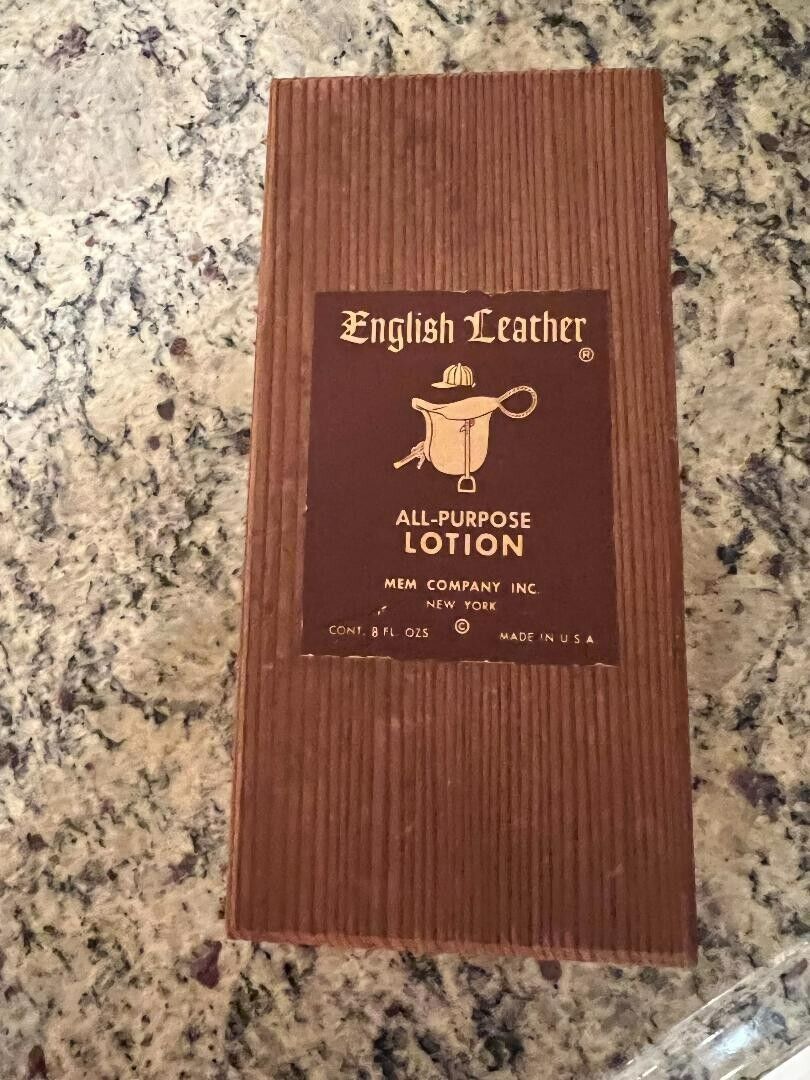 English Leather
®
ALL-PURPOSE
LOTION
MEM COMPANY INC.
NEW YORK
CONT. 8 FL. OZS © MADE IN U S A